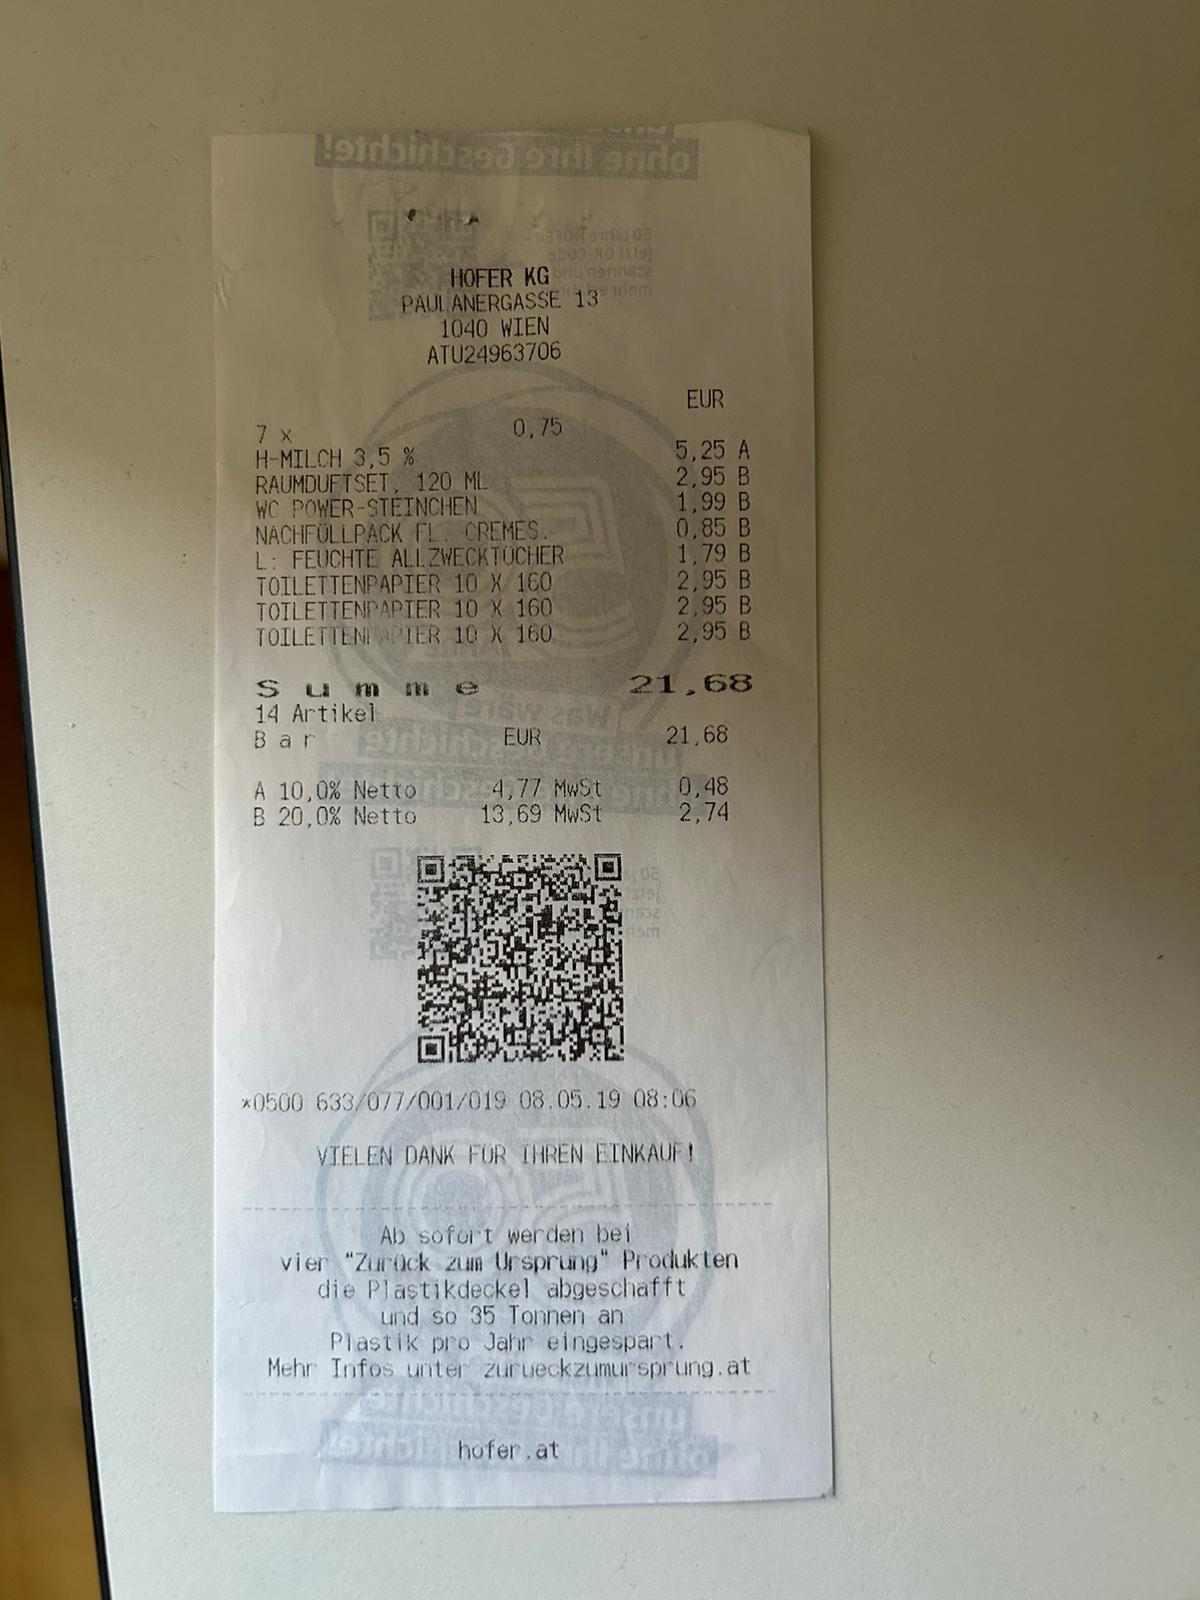 HOFER KG
PAULANERGASSE 13
1040 WIEN
ATU24963706
EUR
7 x 0,75
H-MILCH 3,5 % 5,25 A
RAUMDUFTSET, 120 ML 2,95 B
WC POWER-STEINCHEN 1,99 B
NACHFÜLLPACK FL. CREMES. 0,85 B
L: FEUCHTE ALLZWECKTÜCHER 1,79 B
TOILETTENPAPIER 10 X 160 2,95 B
TOILETTENPAPIER 10 X 160 2,95 B
TOILETTENPAPIER 10 X 160 2,95 B
Summe 21,68
14 Artikel
Bar EUR 21,68
A 10,0% Netto 4,77 MwSt 0,48
B 20,0% Netto 13,69 MwSt 2,74
*0500 633/077/001/019 08.05.19 08:06
VIELEN DANK FÜR IHREN EINKAUF!
Ab sofort werden bei
vier "Zurück zum Ursprung" Produkten
die Plastikdeckel abgeschafft
und so 35 Tonnen an
Plastik pro Jahr eingespart.
Mehr Infos unter zurueckzumursprung.at
hofer.at